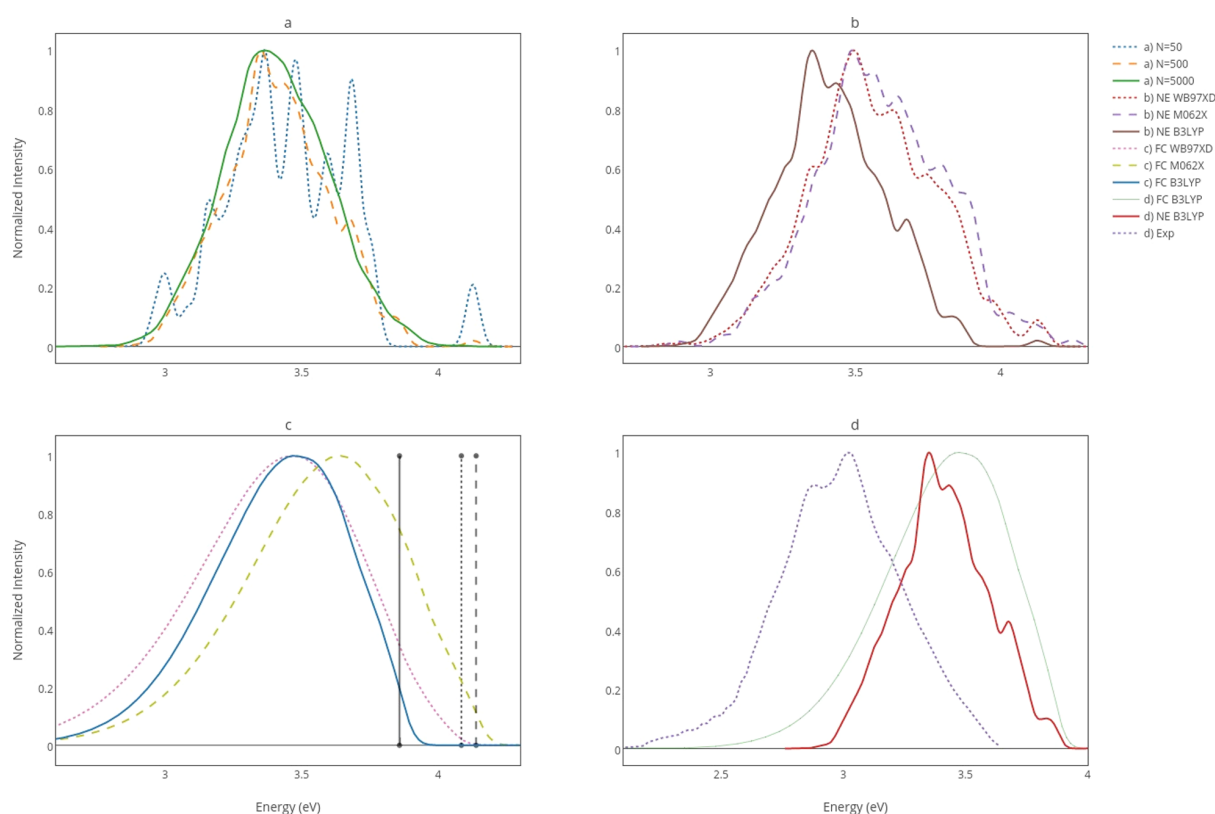 a
b
Normalized Intensity
1
0.8
0.6
0.4
0.2
0
3
3.5
4
1
0.8
0.6
0.4
0.2
0
3
3.5
4
a) N=50
a) N=500
a) N=5000
b) NE WB97XD
b) NE M062X
b) NE B3LYP
c) FC WB97XD
c) FC M062X
c) FC B3LYP
d) FC B3LYP
d) NE B3LYP
d) Exp
c
d
Normalized Intensity
1
0.8
0.6
0.4
0.2
0
3
3.5
4
Energy (eV)
1
0.8
0.6
0.4
0.2
0
2.5
3
3.5
4
Energy (eV)